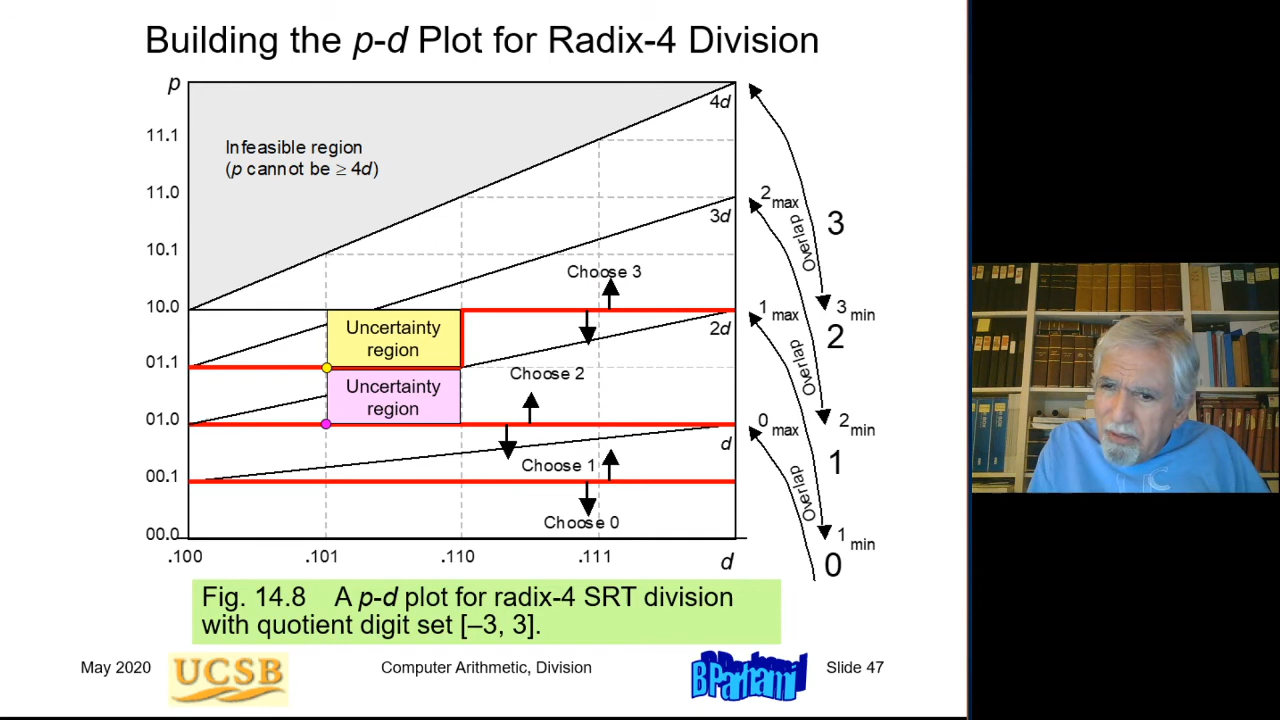 Building the p-d Plot for Radix-4 Division
p
4d
11.1
Infeasible region
(p cannot be ≥ 4d)
11.0
2 max
3d
Overlap
3
10.1
Choose 3
10.0
1 max
3 min
Uncertainty
region
2d
2
01.1
Overlap
Choose 2
Uncertainty
region
01.0
0 max
2 min
d
1
00.1
Choose 1
Overlap
Choose 0
00.0
1 min
.100
.101
.110
.111
d
0
Fig. 14.8 A p-d plot for radix-4 SRT division
with quotient digit set [–3, 3].
May 2020
UCSB
Computer Arithmetic, Division
B Parhami
Slide 47